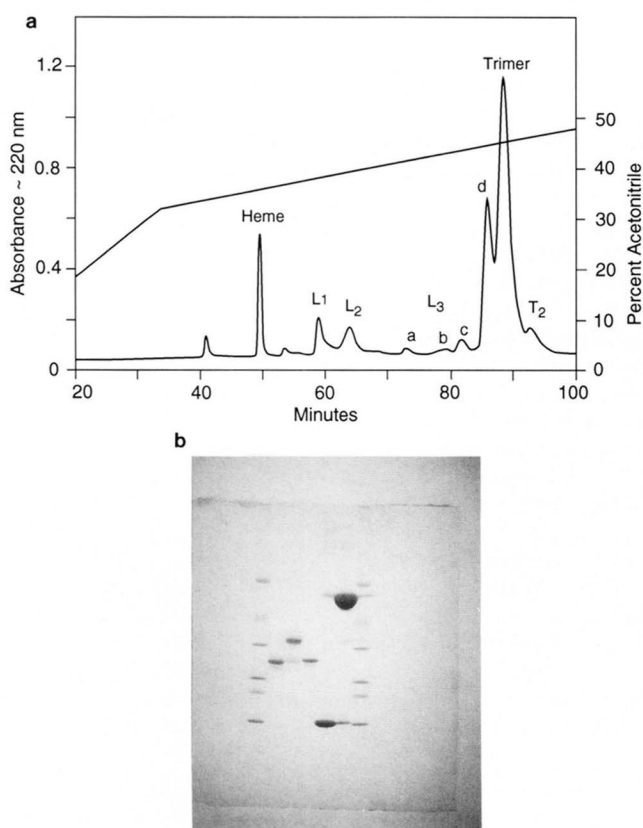 a
Absorbance ~ 220 nm
1.2
0.8
0.4
0
Heme
L1
L2
L3
a
b
c
d
Trimer
T2
50
40
30
20
10
0
Percent Acetonitrile
20
40
60
80
100
Minutes
b